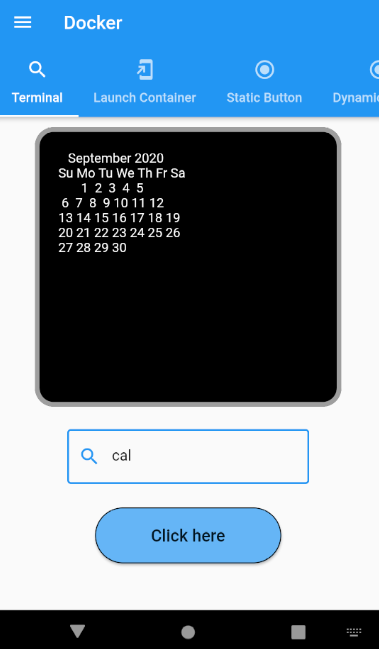 Docker
Terminal
Launch Container
Static Button
Dynamic
September 2020
Su Mo Tu We Th Fr Sa
1 2 3 4 5
6 7 8 9 10 11 12
13 14 15 16 17 18 19
20 21 22 23 24 25 26
27 28 29 30
cal
Click here